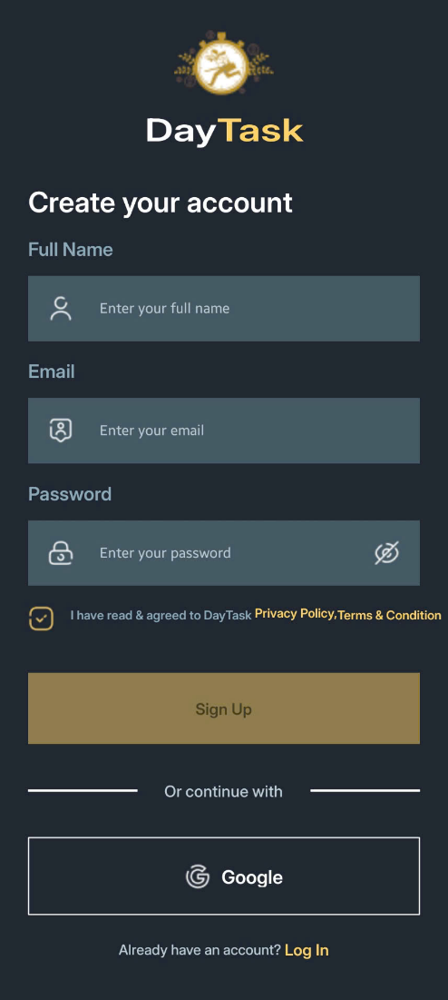 DayTask
Create your account
Full Name
Enter your full name
Email
Enter your email
Password
Enter your password
I have read & agreed to DayTask Privacy Policy,Terms & Condition
Sign Up
Or continue with
Google
Already have an account? Log In